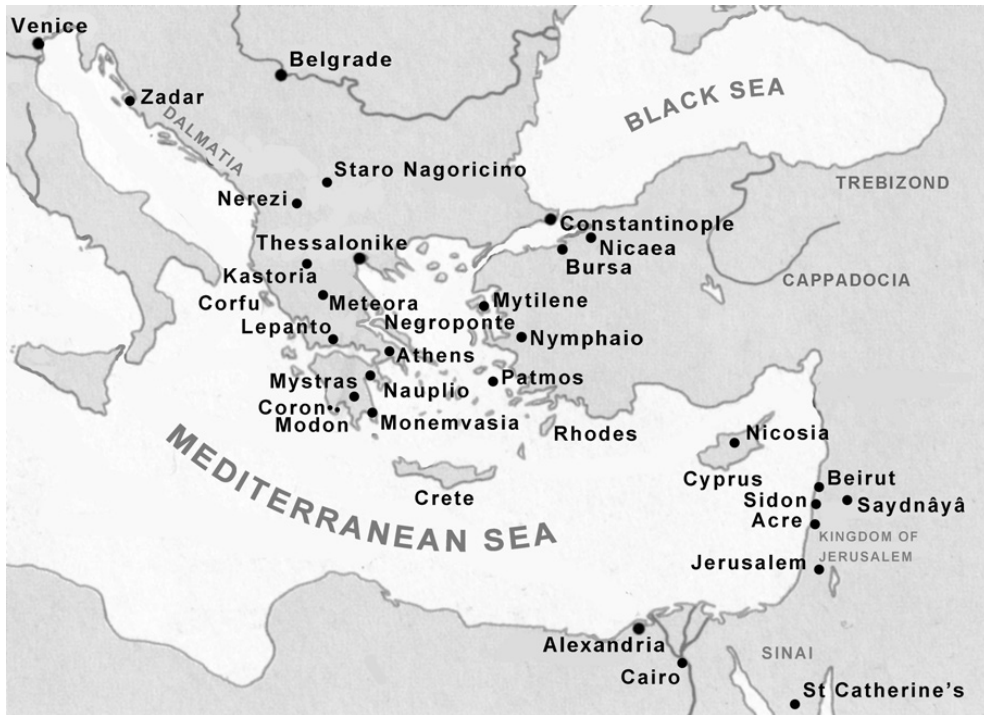 Venice
Belgrade
Zadar
BLACK SEA
DALMATIA
Staro Nagoricino
TREBIZOND
Nerezi
Constantinople
Thessalonike
Nicaea
Bursa
Kastoria
CAPPADOCIA
Corfu
Meteora
Mytilene
Lepanto
Negroponte
Nymphaio
Athens
Mystras
Nauplio
Patmos
Coron
Modon
Monemvasia
Rhodes
Nicosia
MEDITERRANEAN SEA
Crete
Cyprus
Beirut
Sidon
Saydnâyâ
Acre
KINGDOM OF
JERUSALEM
Jerusalem
Alexandria
SINAI
Cairo
St Catherine's